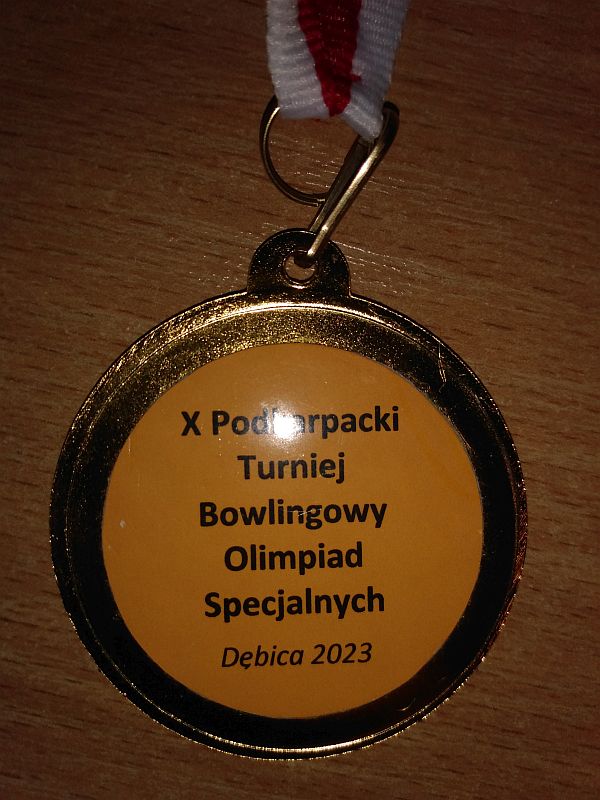 X Podkarpacki
Turniej
Bowlingowy
Olimpiad
Specjalnych
Dębica 2023